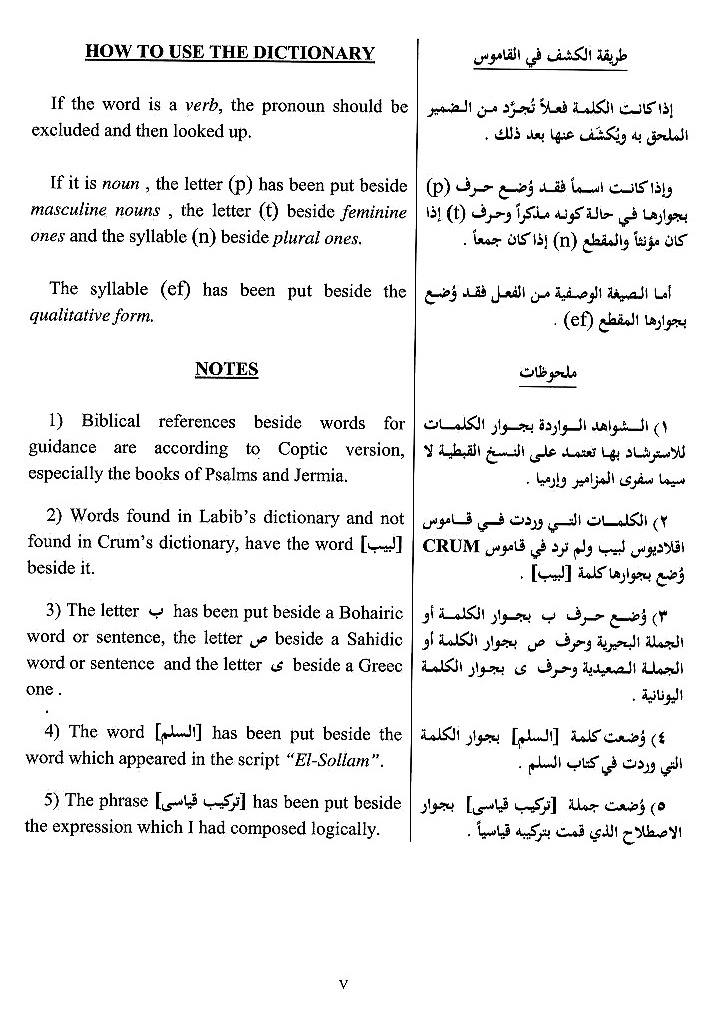 HOW TO USE THE DICTIONARY
If the word is a verb, the pronoun should be
excluded and then looked up.
If it is noun , the letter (p) has been put beside
masculine nouns , the letter (t) beside feminine
ones and the syllable (n) beside plural ones.
The syllable (ef) has been put beside the
qualitative form.
NOTES
1) Biblical references beside words for
guidance are according to Coptic version,
especially the books of Psalms and Jermia.
2) Words found in Labib's dictionary and not
found in Crum's dictionary, have the word [لبيب]
beside it.
3) The letter ب has been put beside a Bohairic
word or sentence, the letter ص beside a Sahidic
word or sentence and the letter ى beside a Greec
one .
4) The word [السلم] has been put beside the
word which appeared in the script "El-Sollam".
5) The phrase [تركيب قياسى] has been put beside
the expression which I had composed logically.
طريقة الكشف في القاموس
إذا كانت الكلمة فعلاً تُجرَّد من الضمير
الملحق به ويُكشَف عنها بعد ذلك .
وإذا كانت اسماً فقد وُضع حرف (p)
بجوارها في حالة كونه مذكراً وحرف (t) إذا
كان مؤنثاً والمقطع (n) إذا كان جمعاً .
أما الصيغة الوصفية من الفعل فقد وُضع
بجوارها المقطع (ef) .
ملحوظات
١) الشواهد الواردة بجوار الكلمات
للاسترشاد بها تعتمد على النسخ القبطية لا
سيما سفرى المزامير وإرميا .
٢) الكلمات التي وردت في قاموس
اقلاديوس لبيب ولم ترد في قاموس CRUM
وُضع بجوارها كلمة [لبيب] .
٣) وُضع حرف ب بجوار الكلمة أو
الجملة البحيرية وحرف ص بجوار الكلمة أو
الجملة الصعيدية وحرف ى بجوار الكلمة
اليونانية .
٤) وُضعت كلمة [السلم] بجوار الكلمة
التي وردت في كتاب السلم .
٥) وُضعت جملة [تركيب قياسى] بجوار
الاصطلاح الذي قمت بتركيبه قياسياً .
٧